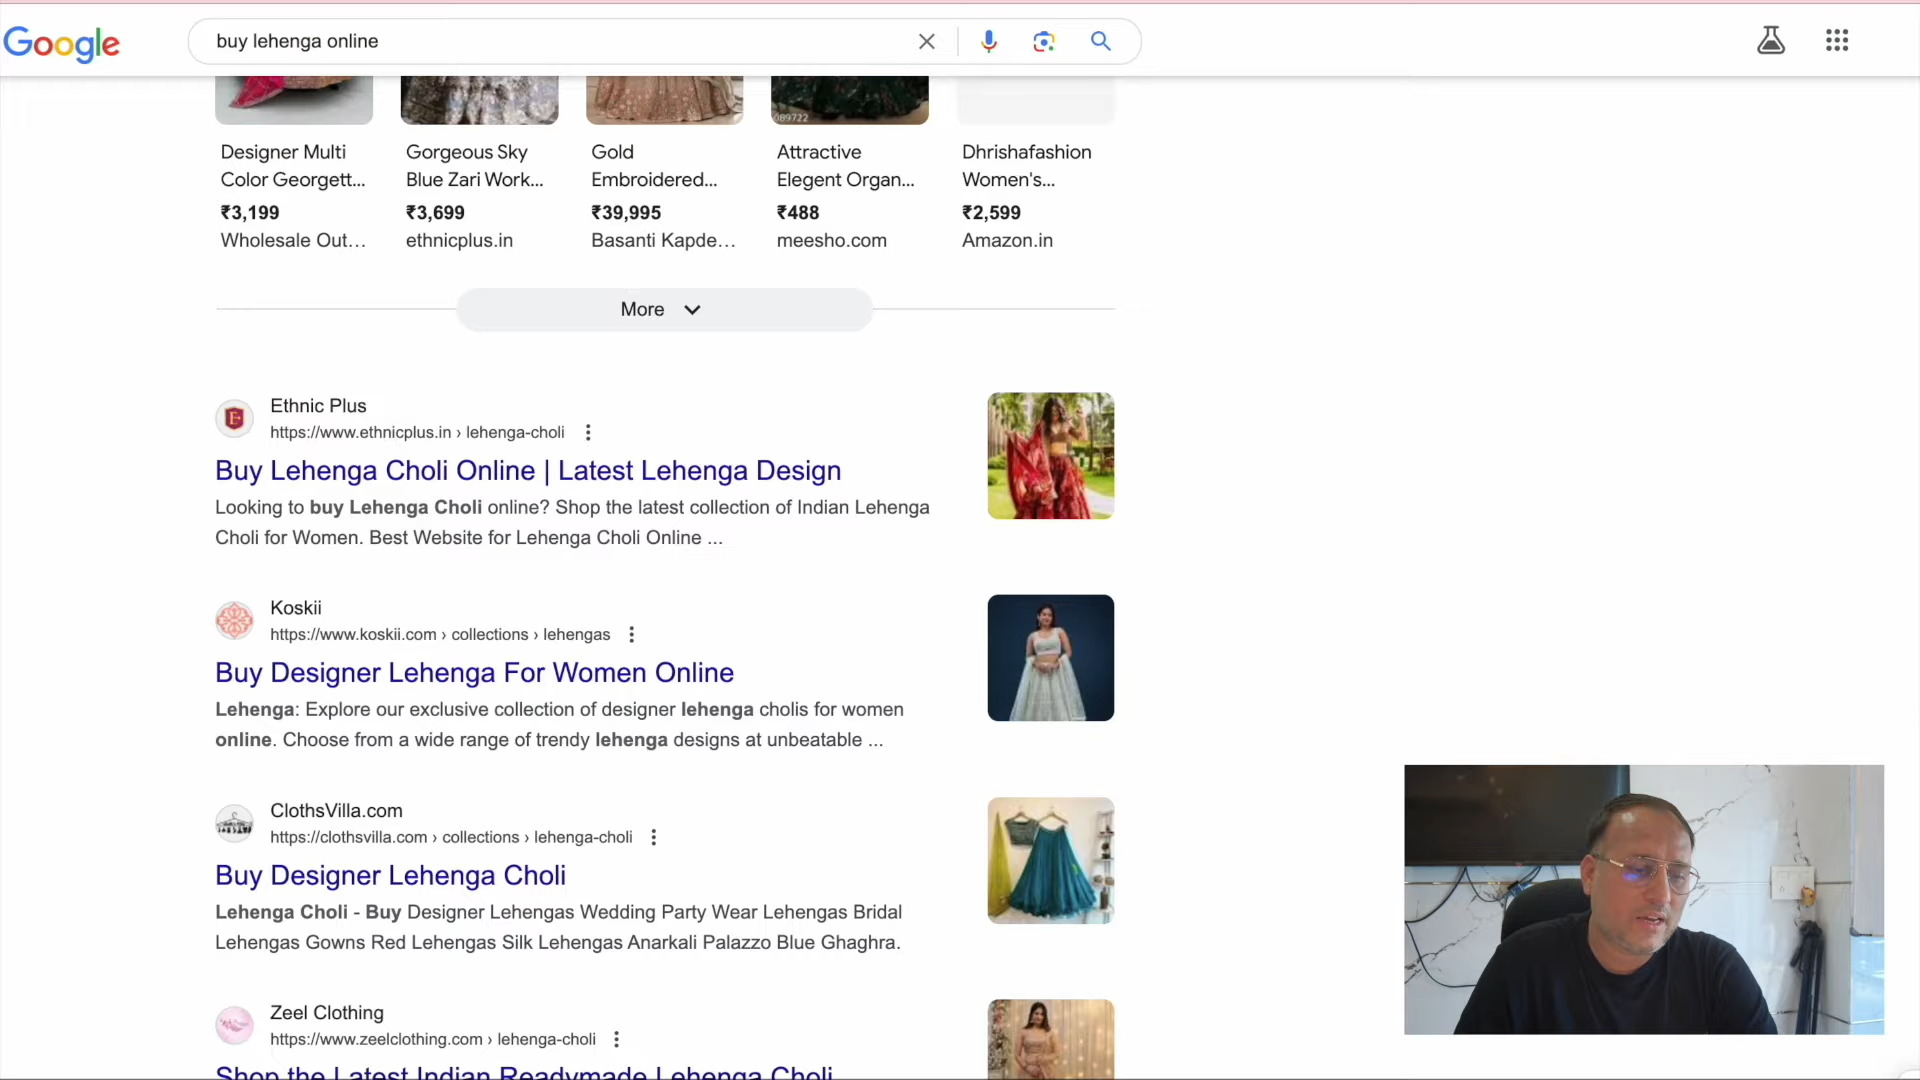 Google
buy lehenga online
089722
Designer Multi
Color Georgett...
₹3,199
Wholesale Out...
Gorgeous Sky
Blue Zari Work...
₹3,699
ethnicplus.in
Gold
Embroidered...
₹39,995
Basanti Kapde...
Attractive
Elegent Organ...
₹488
meesho.com
Dhrishafashion
Women's...
₹2,599
Amazon.in
More
Ethnic Plus
https://www.ethnicplus.in › lehenga-choli
Buy Lehenga Choli Online | Latest Lehenga Design
Looking to buy Lehenga Choli online? Shop the latest collection of Indian Lehenga
Choli for Women. Best Website for Lehenga Choli Online ...
Koskii
https://www.koskii.com › collections › lehengas
Buy Designer Lehenga For Women Online
Lehenga: Explore our exclusive collection of designer lehenga cholis for women
online. Choose from a wide range of trendy lehenga designs at unbeatable ...
ClothsVilla.com
https://clothsvilla.com › collections › lehenga-choli
Buy Designer Lehenga Choli
Lehenga Choli - Buy Designer Lehengas Wedding Party Wear Lehengas Bridal
Lehengas Gowns Red Lehengas Silk Lehengas Anarkali Palazzo Blue Ghaghra.
Zeel Clothing
https://www.zeelclothing.com › lehenga-choli
Shop the Latest Indian Readymade Lehenga Choli